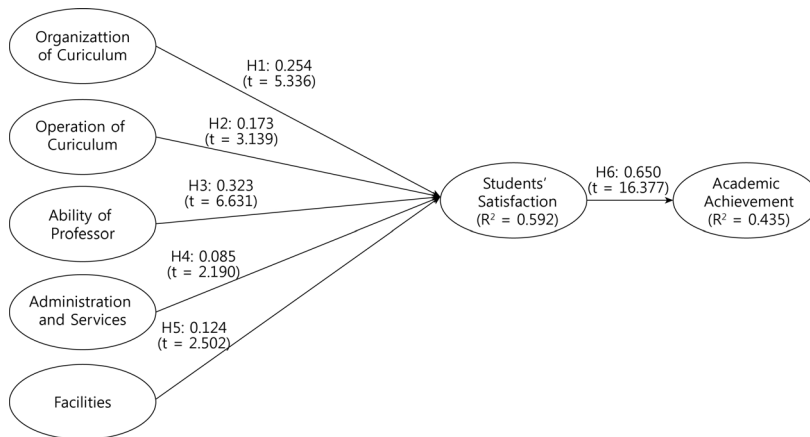 Organizattion
of Curiculum
H1: 0.254
(t = 5.336)
Operation of
Curiculum
H2: 0.173
(t = 3.139)
Ability of
Professor
H3: 0.323
(t = 6.631)
Administration
and Services
H4: 0.085
(t = 2.190)
Facilities
H5: 0.124
(t = 2.502)
Students'
Satisfaction
(R² = 0.592)
H6: 0.650
(t = 16.377)
Academic
Achievement
(R² = 0.435)